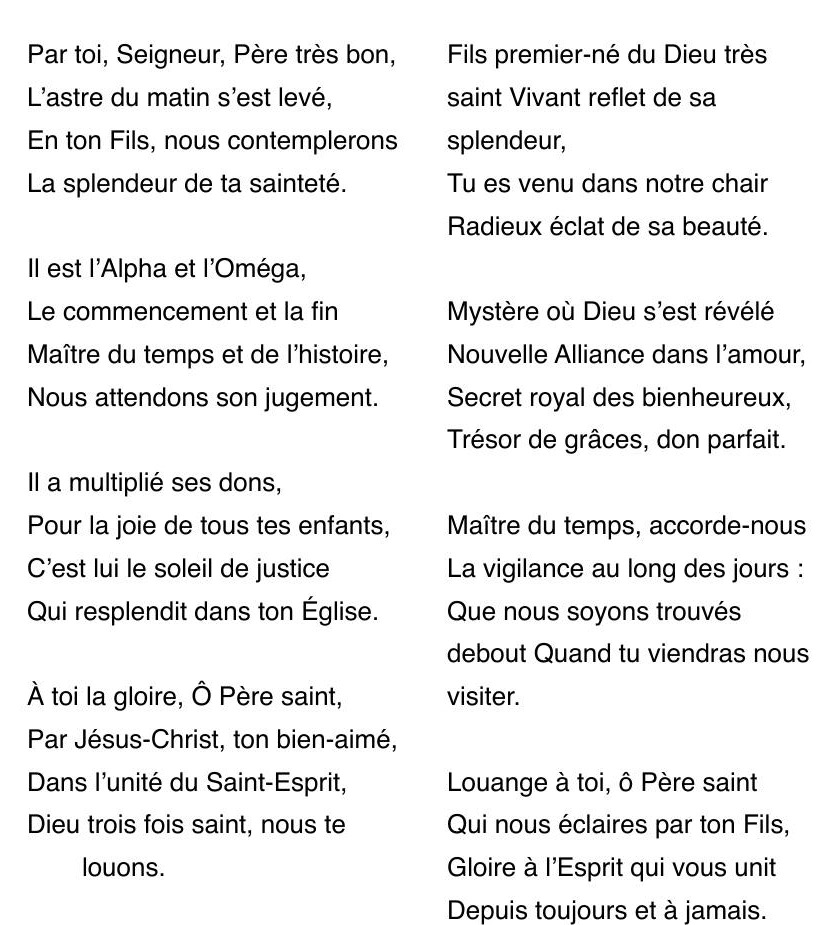 Par toi, Seigneur, Père très bon,
L’astre du matin s’est levé,
En ton Fils, nous contemplerons
La splendeur de ta sainteté.

Il est l’Alpha et l’Oméga,
Le commencement et la fin
Maître du temps et de l’histoire,
Nous attendons son jugement.

Il a multiplié ses dons,
Pour la joie de tous tes enfants,
C’est lui le soleil de justice
Qui resplendit dans ton Église.

À toi la gloire, Ô Père saint,
Par Jésus-Christ, ton bien-aimé,
Dans l’unité du Saint-Esprit,
Dieu trois fois saint, nous te
louons.

Fils premier-né du Dieu très
saint Vivant reflet de sa
splendeur,
Tu es venu dans notre chair
Radieux éclat de sa beauté.

Mystère où Dieu s’est révélé
Nouvelle Alliance dans l’amour,
Secret royal des bienheureux,
Trésor de grâces, don parfait.

Maître du temps, accorde-nous
La vigilance au long des jours :
Que nous soyons trouvés
debout Quand tu viendras nous
visiter.

Louange à toi, ô Père saint
Qui nous éclaires par ton Fils,
Gloire à l’Esprit qui vous unit
Depuis toujours et à jamais.